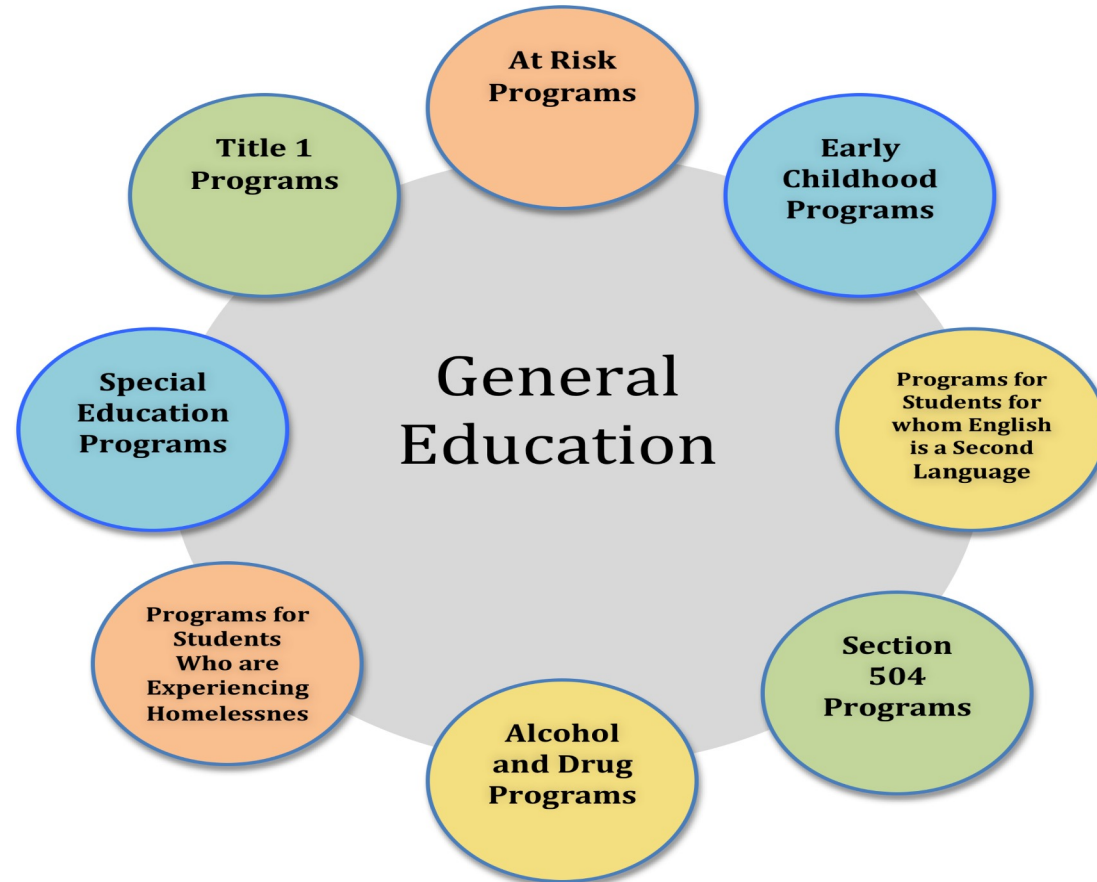 At Risk
Programs
Title 1
Programs
Early
Childhood
Programs
General
Education
Special
Education
Programs
Programs for
Students for
whom English
is a Second
Language
Programs for
Students
Who are
Experiencing
Homelessnes
Section
504
Programs
Alcohol
and Drug
Programs